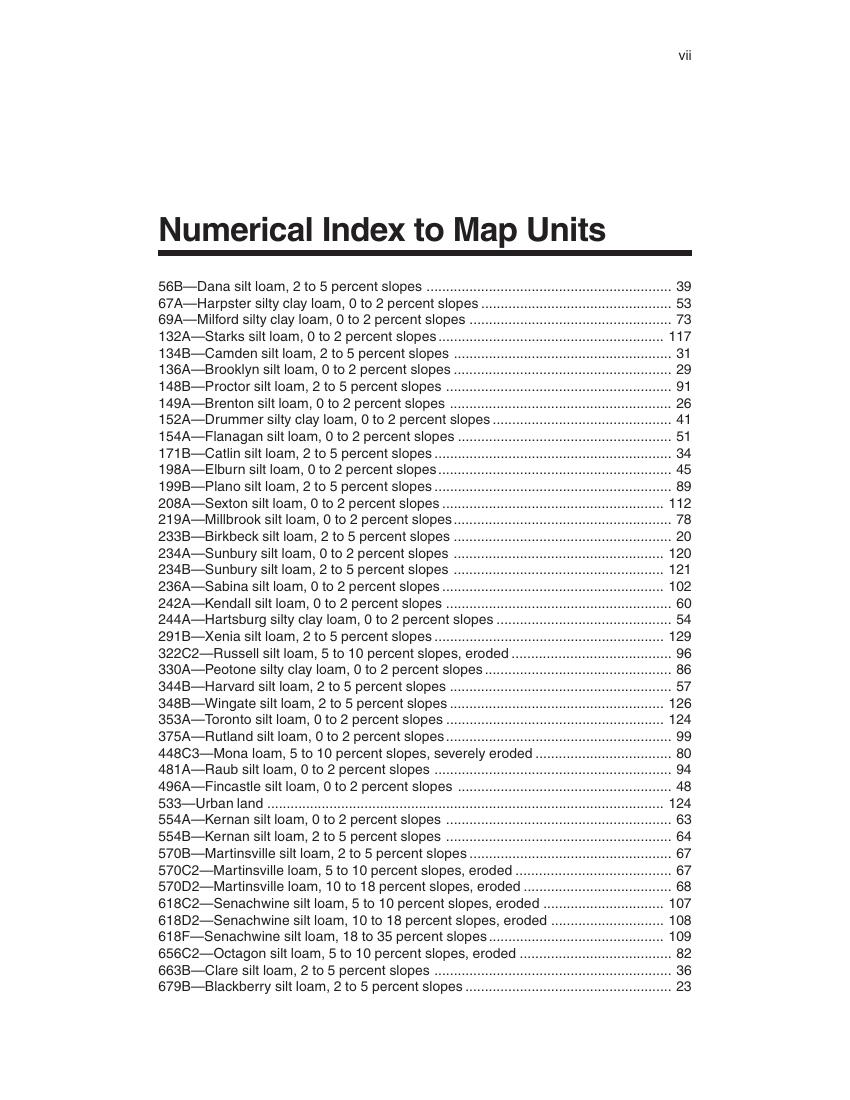 vii
Numerical Index to Map Units
56B—Dana silt loam, 2 to 5 percent slopes ............................................................... 39
67A—Harpster silty clay loam, 0 to 2 percent slopes ................................................. 53
69A—Milford silty clay loam, 0 to 2 percent slopes .................................................... 73
132A—Starks silt loam, 0 to 2 percent slopes .......................................................... 117
134B—Camden silt loam, 2 to 5 percent slopes ........................................................ 31
136A—Brooklyn silt loam, 0 to 2 percent slopes ........................................................ 29
148B—Proctor silt loam, 2 to 5 percent slopes .......................................................... 91
149A—Brenton silt loam, 0 to 2 percent slopes ......................................................... 26
152A—Drummer silty clay loam, 0 to 2 percent slopes .............................................. 41
154A—Flanagan silt loam, 0 to 2 percent slopes ....................................................... 51
171B—Catlin silt loam, 2 to 5 percent slopes ............................................................. 34
198A—Elburn silt loam, 0 to 2 percent slopes ............................................................ 45
199B—Plano silt loam, 2 to 5 percent slopes ............................................................. 89
208A—Sexton silt loam, 0 to 2 percent slopes ......................................................... 112
219A—Millbrook silt loam, 0 to 2 percent slopes ........................................................ 78
233B—Birkbeck silt loam, 2 to 5 percent slopes ........................................................ 20
234A—Sunbury silt loam, 0 to 2 percent slopes ...................................................... 120
234B—Sunbury silt loam, 2 to 5 percent slopes ...................................................... 121
236A—Sabina silt loam, 0 to 2 percent slopes ......................................................... 102
242A—Kendall silt loam, 0 to 2 percent slopes .......................................................... 60
244A—Hartsburg silty clay loam, 0 to 2 percent slopes ............................................. 54
291B—Xenia silt loam, 2 to 5 percent slopes ........................................................... 129
322C2—Russell silt loam, 5 to 10 percent slopes, eroded ......................................... 96
330A—Peotone silty clay loam, 0 to 2 percent slopes ................................................ 86
344B—Harvard silt loam, 2 to 5 percent slopes ......................................................... 57
348B—Wingate silt loam, 2 to 5 percent slopes ....................................................... 126
353A—Toronto silt loam, 0 to 2 percent slopes ........................................................ 124
375A—Rutland silt loam, 0 to 2 percent slopes .......................................................... 99
448C3—Mona loam, 5 to 10 percent slopes, severely eroded ................................... 80
481A—Raub silt loam, 0 to 2 percent slopes ............................................................. 94
496A—Fincastle silt loam, 0 to 2 percent slopes ....................................................... 48
533—Urban land ...................................................................................................... 124
554A—Kernan silt loam, 0 to 2 percent slopes .......................................................... 63
554B—Kernan silt loam, 2 to 5 percent slopes .......................................................... 64
570B—Martinsville silt loam, 2 to 5 percent slopes .................................................... 67
570C2—Martinsville loam, 5 to 10 percent slopes, eroded ........................................ 67
570D2—Martinsville loam, 10 to 18 percent slopes, eroded ...................................... 68
618C2—Senachwine silt loam, 5 to 10 percent slopes, eroded ............................... 107
618D2—Senachwine silt loam, 10 to 18 percent slopes, eroded ............................. 108
618F—Senachwine silt loam, 18 to 35 percent slopes ............................................. 109
656C2—Octagon silt loam, 5 to 10 percent slopes, eroded ....................................... 82
663B—Clare silt loam, 2 to 5 percent slopes ............................................................. 36
679B—Blackberry silt loam, 2 to 5 percent slopes ..................................................... 23